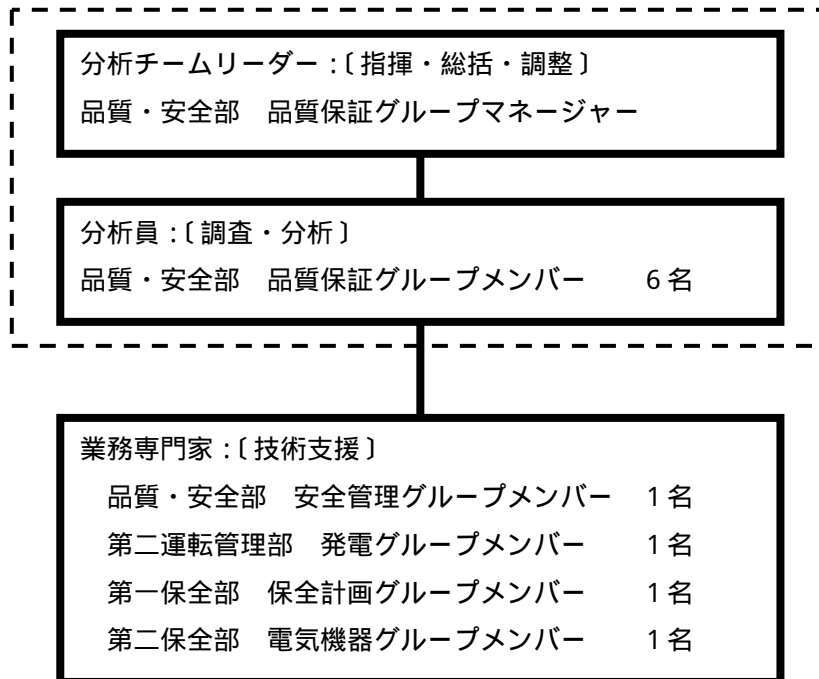 分析チームリーダー：〔指揮・総括・調整〕
品質・安全部　品質保証グループマネージャー
分析員：〔調査・分析〕
品質・安全部　品質保証グループメンバー　　6名
業務専門家：〔技術支援〕
品質・安全部　安全管理グループメンバー　1名
第二運転管理部　発電グループメンバー　　1名
第一保全部　保全計画グループメンバー　　1名
第二保全部　電気機器グループメンバー　　1名